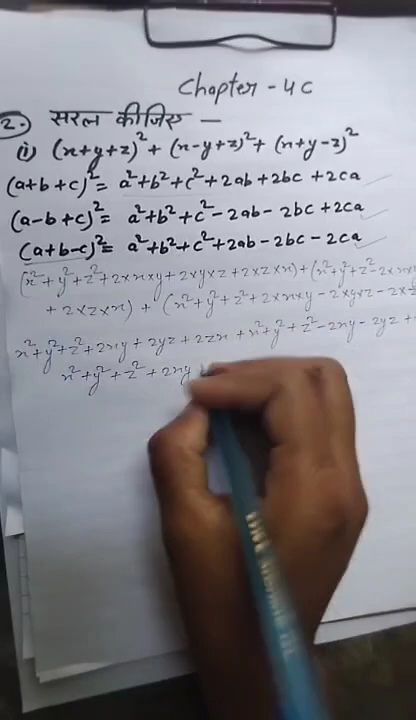 Chapter - 4C
2. सरल कीजिए —
(i) (x+y+z)² + (x-y+z)² + (x+y-z)²
(a+b+c)² = a²+b²+c²+2ab+2bc+2ca
(a-b+c)² = a²+b²+c²-2ab-2bc+2ca
(a+b-c)² = a²+b²+c²+2ab-2bc-2ca
(x²+y²+z²+2×x×y+2×y×z+2×z×x)+(x²+y²+z²-2×x×
+2×z×x) + (x²+y²+z²+2×x×y-2×y×z-2×
x²+y²+z²+2xy+2yz+2zx+x²+y²+z²-2xy-2yz+
x²+y²+z²+2xy